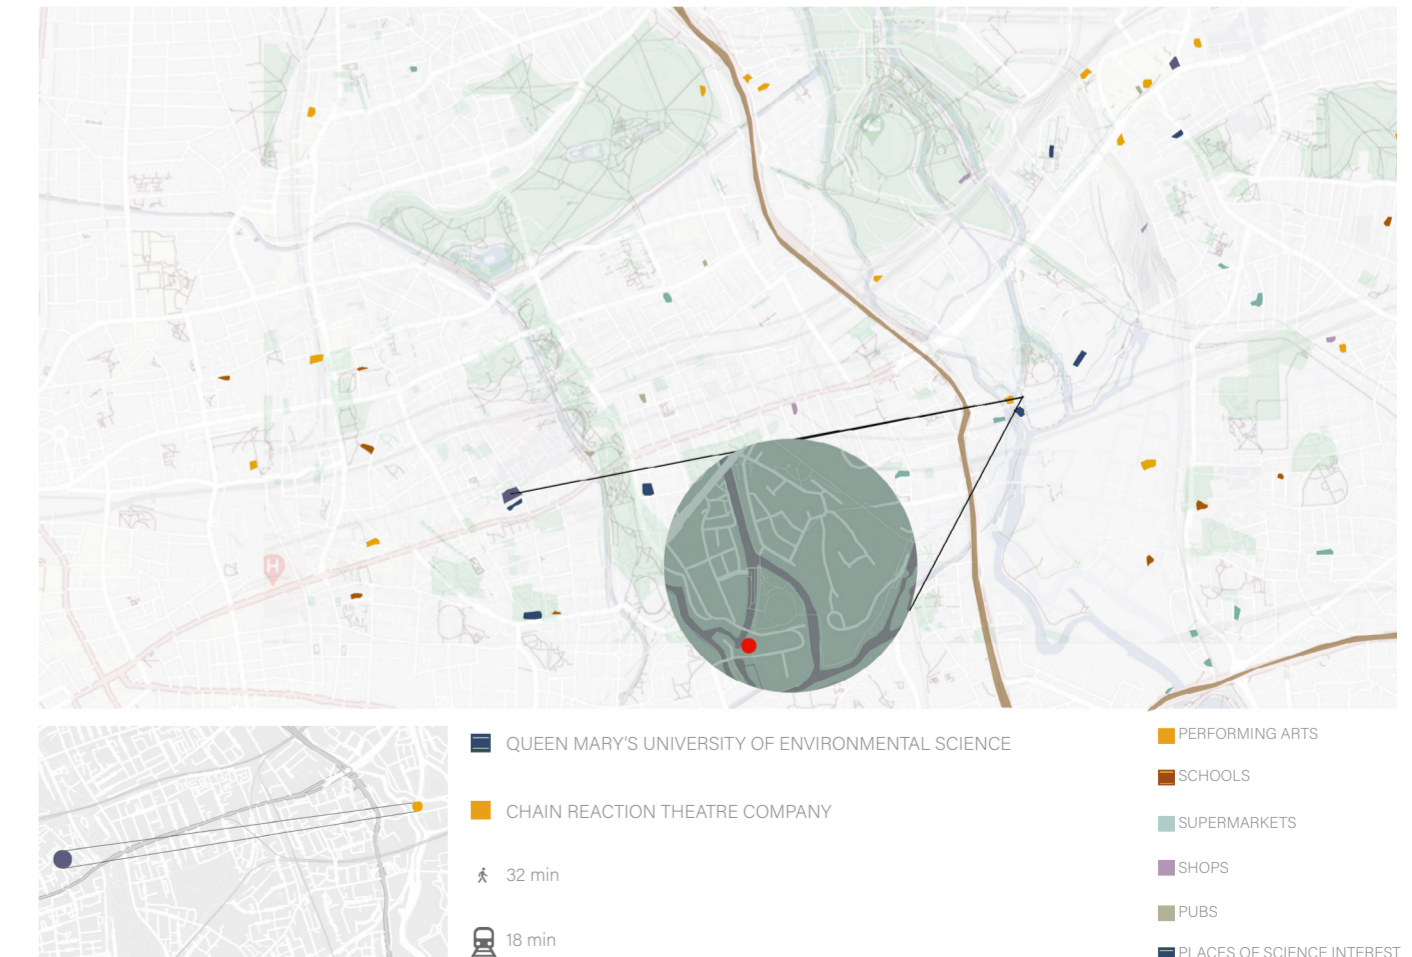 H
QUEEN MARY'S UNIVERSITY OF ENVIRONMENTAL SCIENCE
CHAIN REACTION THEATRE COMPANY
32 min
18 min
PERFORMING ARTS
SCHOOLS
SUPERMARKETS
SHOPS
PUBS
PLACES OF SCIENCE INTEREST